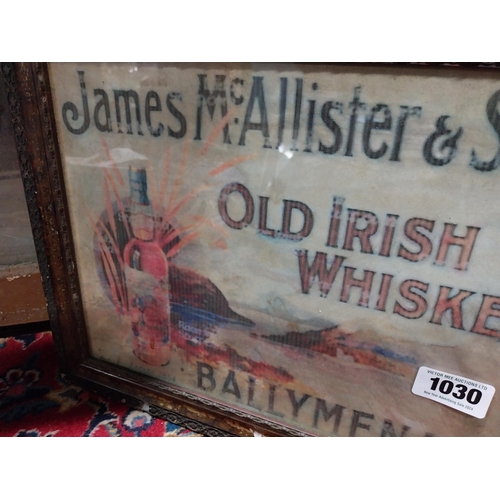 James McAllister & S
OLD IRISH
WHISKE
BALLYMEN
VICTOR MEE AUCTIONS LTD
1030